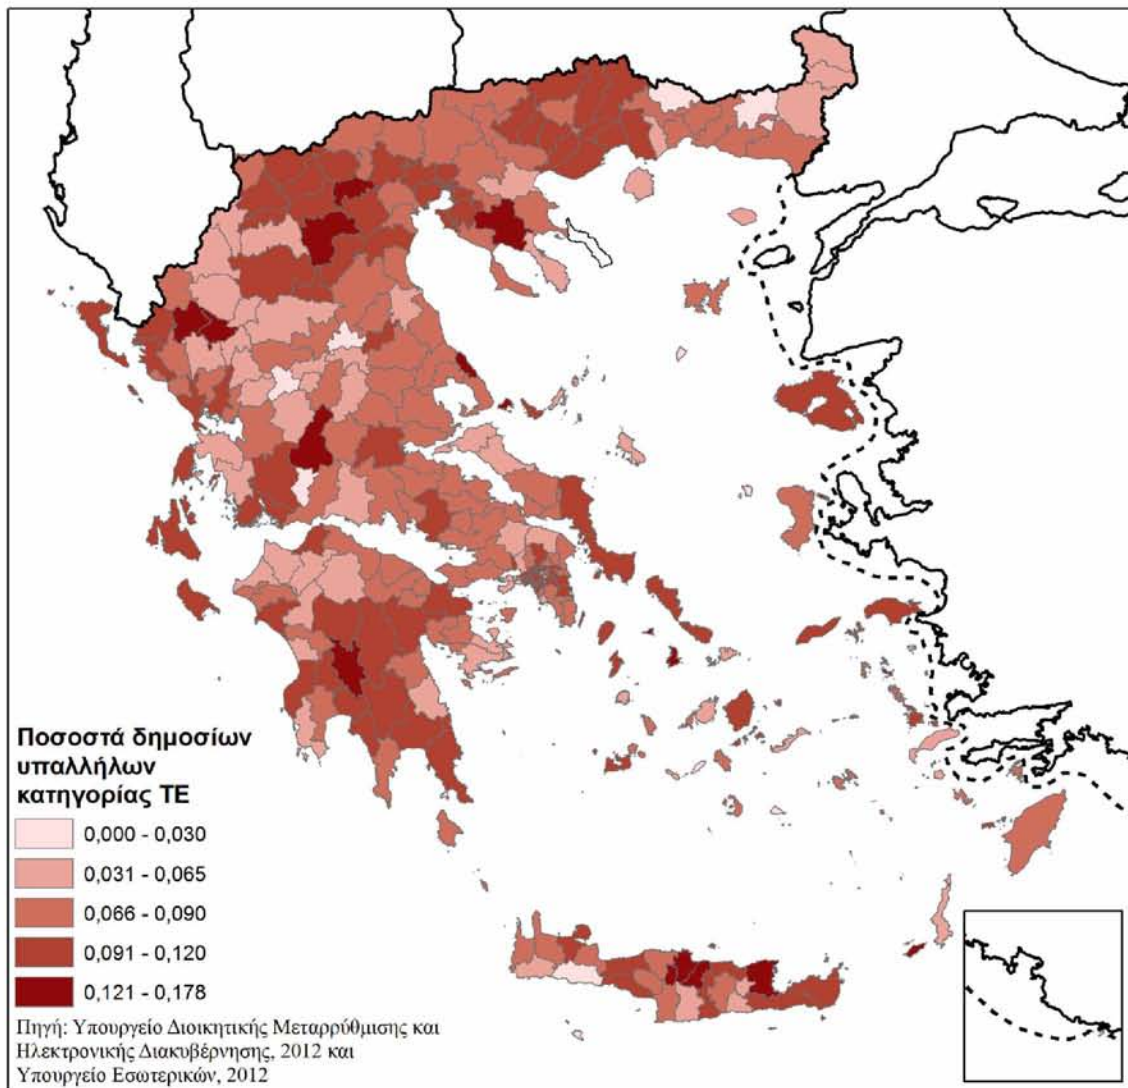 Ποσοστά δημοσίων
υπαλλήλων
κατηγορίας ΤΕ
0,000 - 0,030
0,031 - 0,065
0,066 - 0,090
0,091 - 0,120
0,121 - 0,178
Πηγή: Υπουργείο Διοικητικής Μεταρρύθμισης και
Ηλεκτρονικής Διακυβέρνησης, 2012 και
Υπουργείο Εσωτερικών, 2012